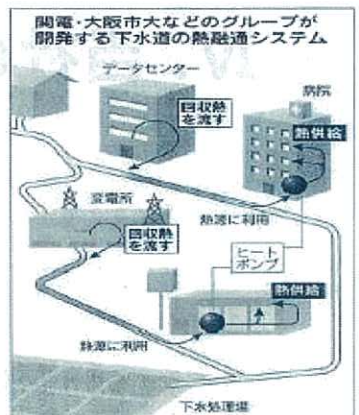 関電・大阪市大などのグループが
開発する下水道の熱融通システム
データセンター
病院
回収熱
を渡す
熱供給
変電所
熱源に利用
回収熱
を渡す
ヒート
ポンプ
熱供給
熱源に利用
下水処理場